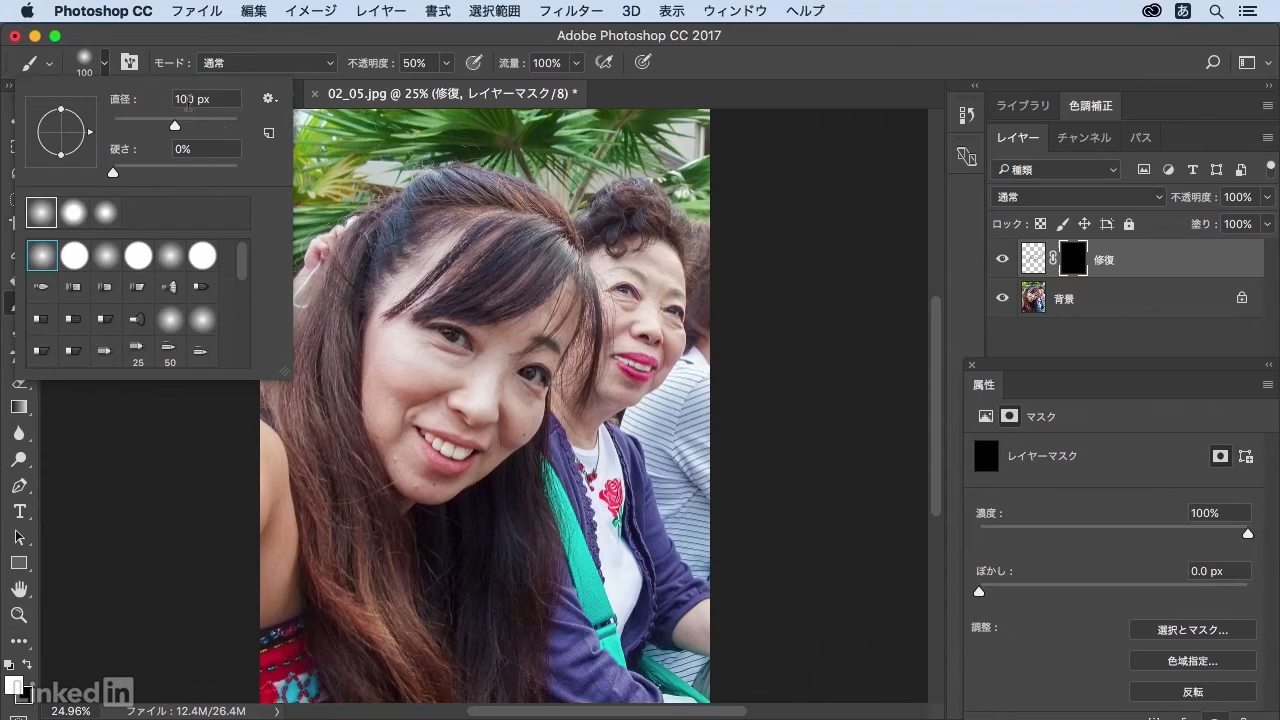 Photoshop CC ファイル 編集 イメージ レイヤー 書式 選択範囲 フィルター 3D 表示 ウィンドウ ヘルプ あ
Adobe Photoshop CC 2017
100 モード： 通常 不透明度： 50% 流量： 100%
× 02_05.jpg @ 25% (修復, レイヤーマスク/8) *
直径： 100 px
硬さ： 0%
25 50
ライブラリ 色調補正
レイヤー チャンネル パス
種類
通常 不透明度： 100%
ロック： 塗り： 100%
修復
背景
属性
マスク
レイヤーマスク
濃度： 100%
ぼかし： 0.0 px
調整： 選択とマスク...
色域指定...
反転
LinkedIn
24.96% ファイル：12.4M/26.4M